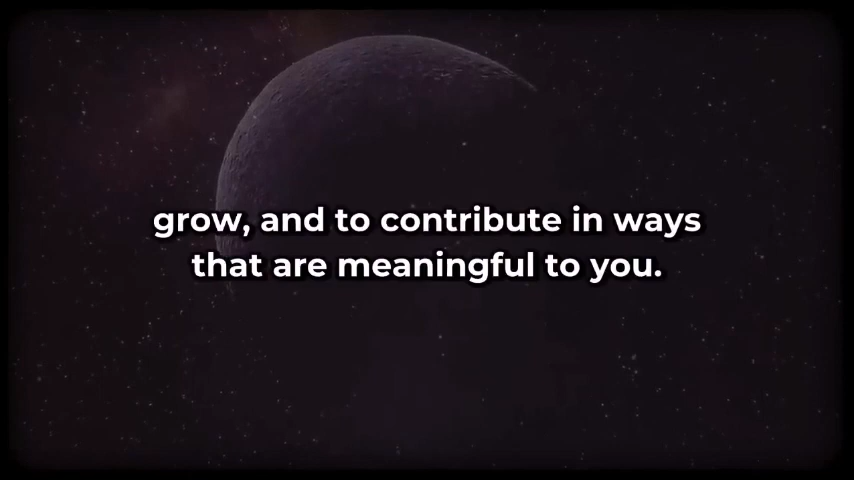 grow, and to contribute in ways
that are meaningful to you.